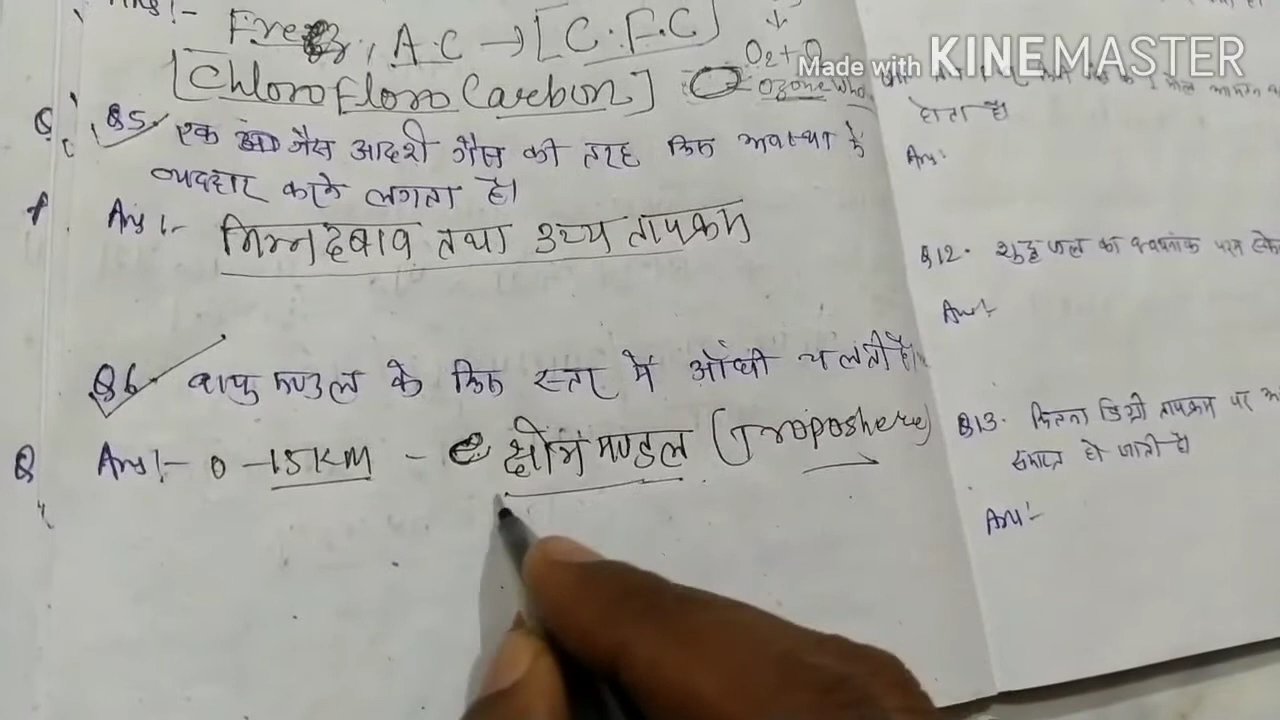 Ans :-
Freezr, A.C → [C.F.C]
[Chloro Floro Carbon]
O2 + O
Ozone
Made with KINEMASTER
Q5. एक गैस आदर्श गैस की तरह किस अवस्था में
व्यवहार करने लगता है।
Ans :- निम्न दबाव तथा उच्च तापक्रम
Q6. वायुमण्डल के किस स्तर में आँधी चलती है।
Ans :- 0-15KM - क्षोभमण्डल (Troposhere)
होता है।
Ans:
Q12. शुद्ध जल का
Ans:-
Q13. कितना डिग्री तापक्रम पर
समाप्त हो जाती है
Ans:-